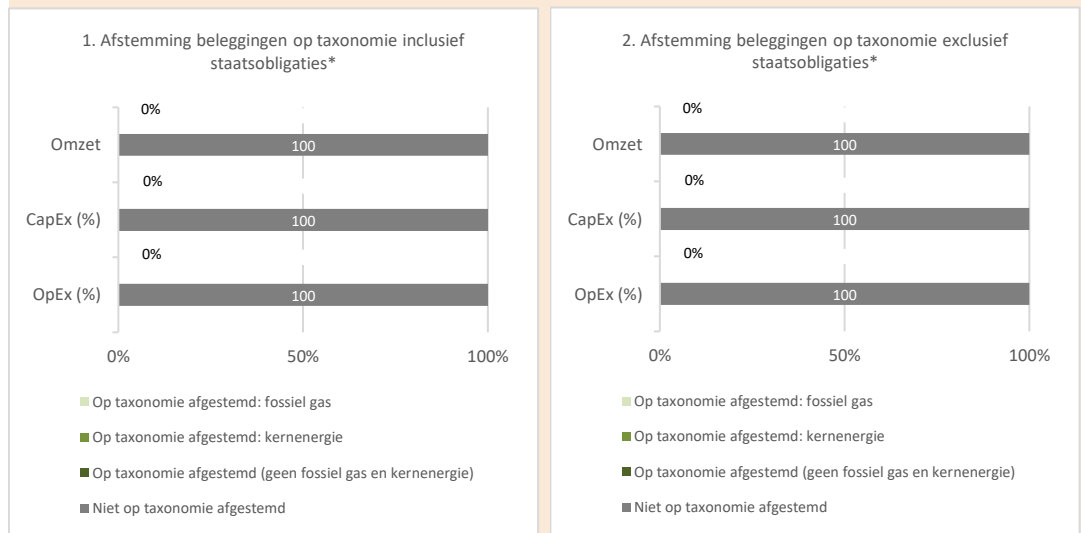 1. Afstemming beleggingen op taxonomie inclusief
staatsobligaties*
0%
Omzet
100
0%
CapEx (%)
100
0%
OpEx (%)
100
0%
50%
100%
Op taxonomie afgestemd: fossiel gas
Op taxonomie afgestemd: kernenergie
Op taxonomie afgestemd (geen fossiel gas en kernenergie)
Niet op taxonomie afgestemd
2. Afstemming beleggingen op taxonomie exclusief
staatsobligaties*
0%
Omzet
100
0%
CapEx (%)
100
0%
OpEx (%)
100
0%
50%
100%
Op taxonomie afgestemd: fossiel gas
Op taxonomie afgestemd: kernenergie
Op taxonomie afgestemd (geen fossiel gas en kernenergie)
Niet op taxonomie afgestemd